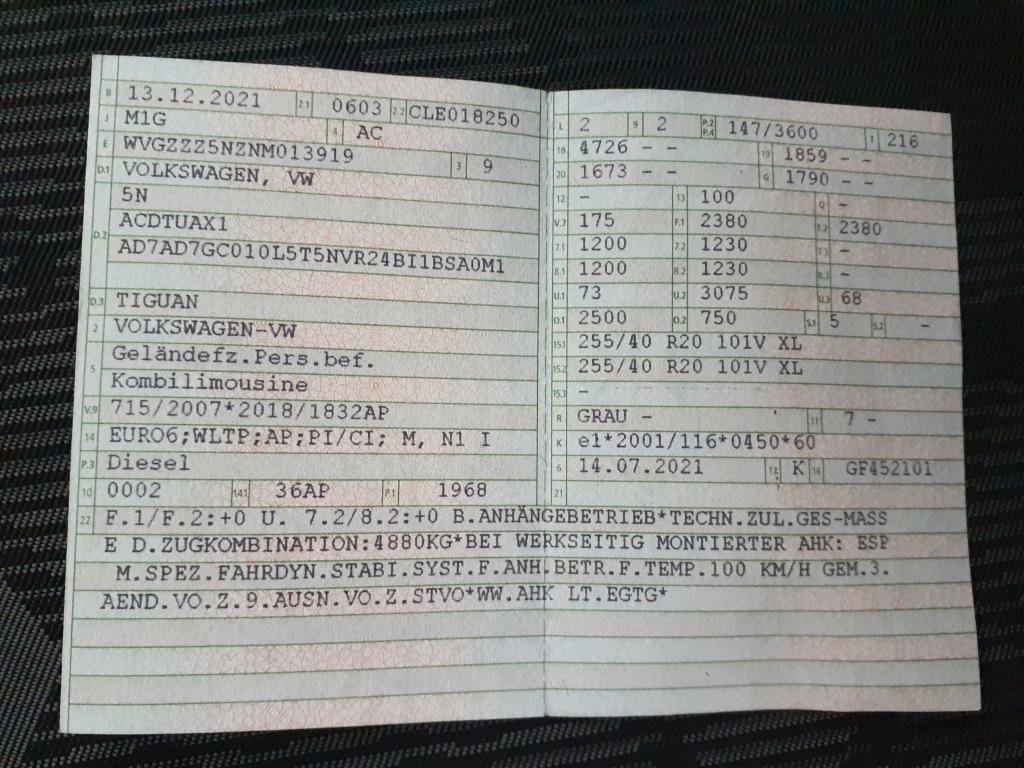 B 13.12.2021 2.1 0603 2.2 CLE018250
J M1G 4 AC
E WVGZZZ5NZNM013919 3 9
D.1 VOLKSWAGEN, VW
5N
D.2 ACDTUAX1
AD7AD7GC010L5T5NVR24BI1BSA0M1
D.3 TIGUAN
2 VOLKSWAGEN-VW
5 Geländefz.Pers.bef.
Kombilimousine
V.9 715/2007*2018/1832AP
14 EURO6;WLTP;AP;PI/CI; M, N1 I
P.3 Diesel
10 0002 14.1 36AP P.1 1968
L 2 9 2 P.2 P.4 147/3600 T 216
18 4726 - - 19 1859 - -
20 1673 - - G 1790 - -
12 - 13 100 Q -
V.7 175 F.1 2380 F.2 2380
7.1 1200 7.2 1230 7.3 -
8.1 1200 8.2 1230 8.3 -
U.1 73 U.2 3075 U.3 68
O.1 2500 O.2 750 S.1 5 S.2 -
15.1 255/40 R20 101V XL
15.2 255/40 R20 101V XL
15.3 -
R GRAU - 11 7 -
K e1*2001/116*0450*60
6 14.07.2021 17 K 16 GF452101
21
22 F.1/F.2:+0 U. 7.2/8.2:+0 B.ANHÄNGEBETRIEB*TECHN.ZUL.GES-MASS
E D.ZUGKOMBINATION:4880KG*BEI WERKSEITIG MONTIERTER AHK: ESP
M.SPEZ.FAHRDYN.STABI.SYST.F.ANH.BETR.F.TEMP.100 KM/H GEM.3.
AEND.VO.Z.9.AUSN.VO.Z.STVO*WW.AHK LT.EGTG*